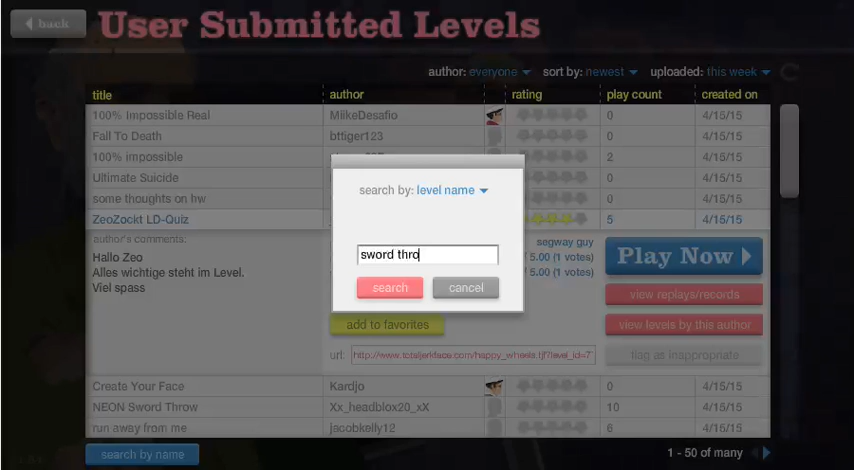 back
User Submitted Levels
author: everyone sort by: newest uploaded: this week
title author rating play count created on
100% Impossible Real MiikeDesafio 0 4/15/15
Fall To Death bttiger123 0 4/15/15
100% impossible 2 4/15/15
Ultimate Suicide 0 4/15/15
some thoughts on hw 0 4/15/15
ZeoZockt LD-Quiz 5 4/15/15
author's comments:
Hallo Zeo
Alles wichtige steht im Level.
Viel spass
search by: level name
sword thro
search cancel
segway guy
5.00 (1 votes)
5.00 (1 votes)
Play Now
view replays/records
view levels by this author
flag as inappropriate
add to favorites
url: http://www.totaljerkface.com/happy_wheels.tjf?level_id=7
Create Your Face Kardjo 0 4/15/15
NEON Sword Throw Xx_headblox20_xX 10 4/15/15
run away from me jacobkelly12 6 4/15/15
search by name
1 - 50 of many